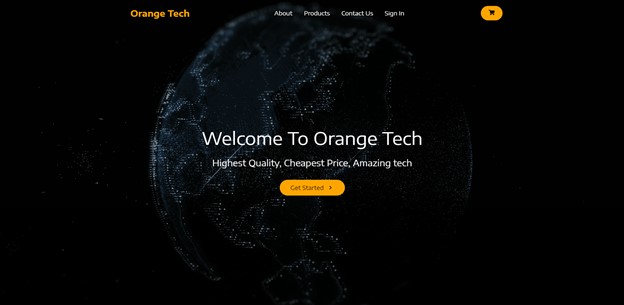 Orange Tech
About Products Contact Us Sign In
Welcome To Orange Tech
Highest Quality, Cheapest Price, Amazing tech
Get Started